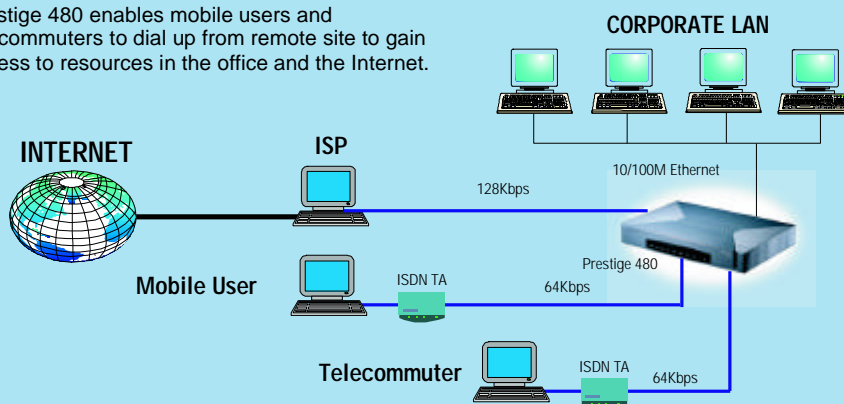 stige 480 enables mobile users and
commuters to dial up from remote site to gain
ess to resources in the office and the Internet.
CORPORATE LAN
INTERNET
ISP
10/100M Ethernet
128Kbps
Prestige 480
Mobile User
ISDN TA
64Kbps
Telecommuter
ISDN TA
64Kbps